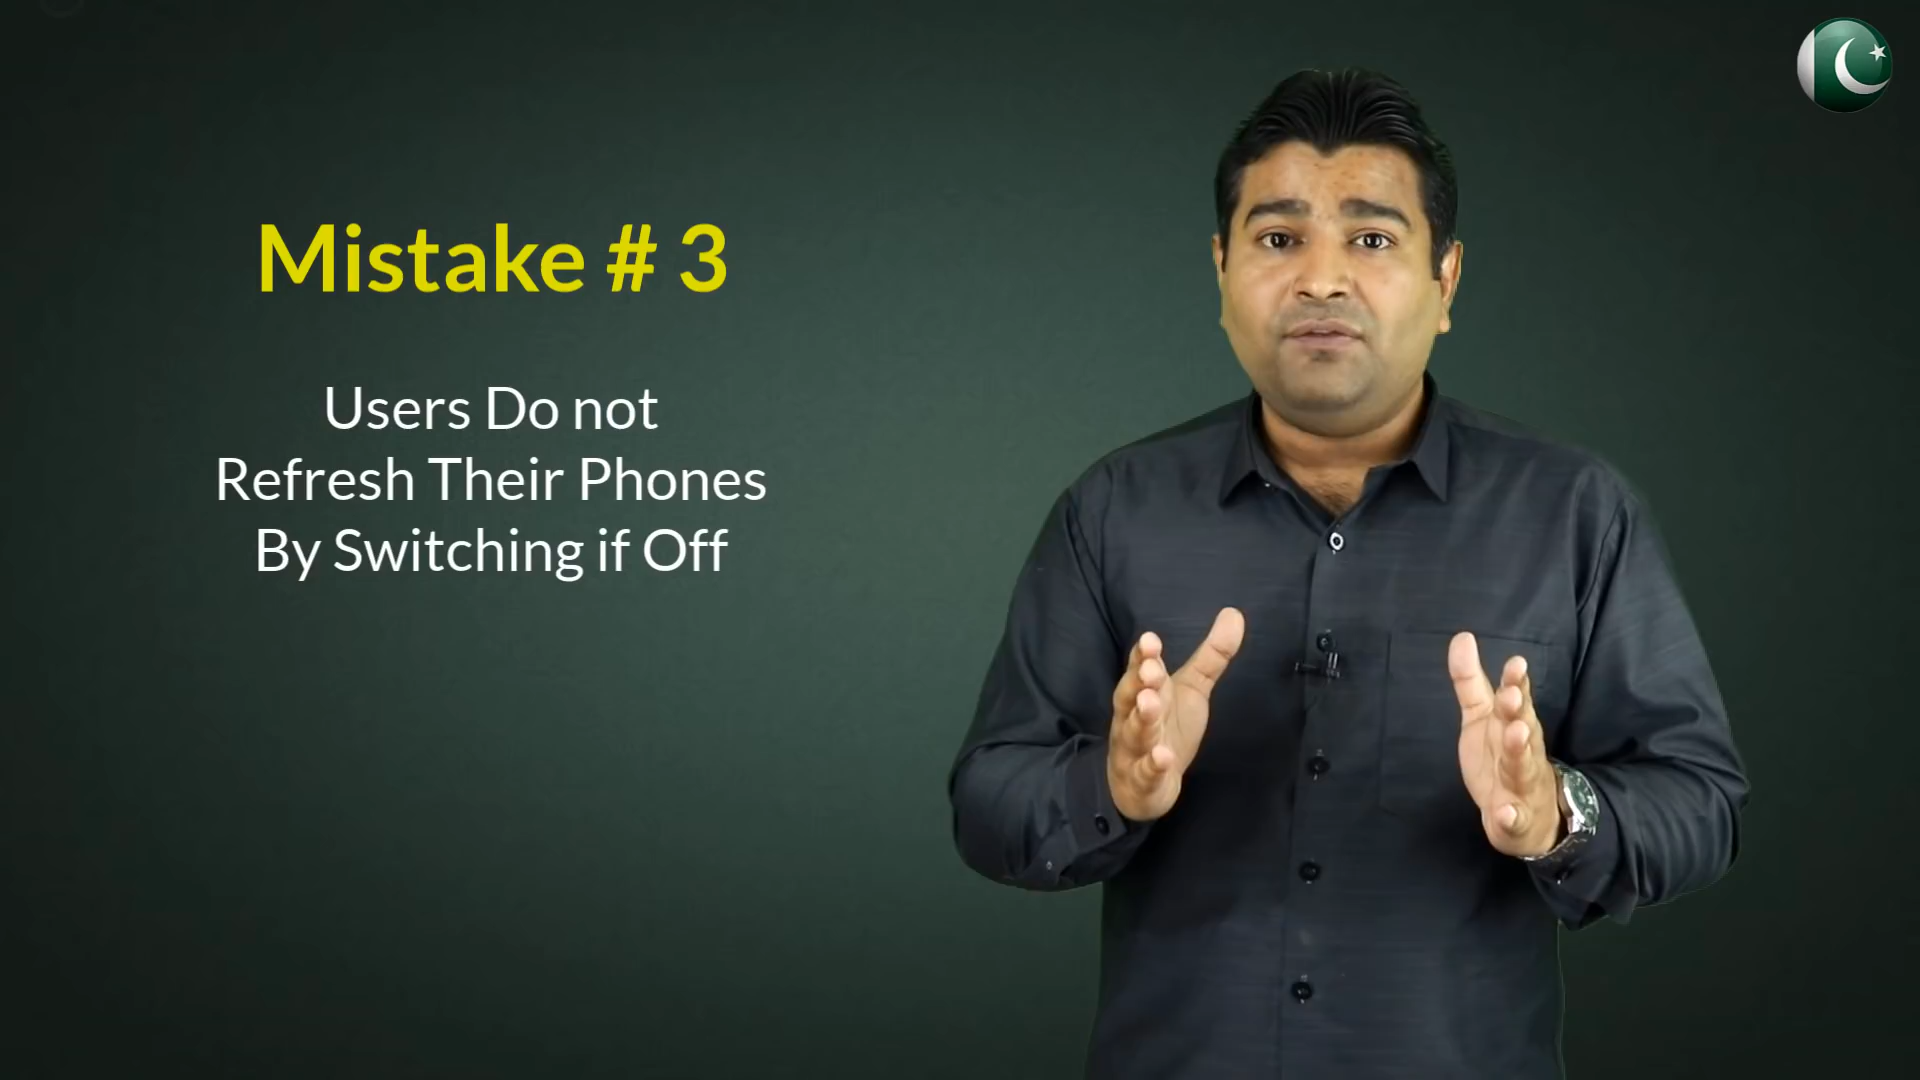 Mistake # 3
Users Do not
Refresh Their Phones
By Switching if Off